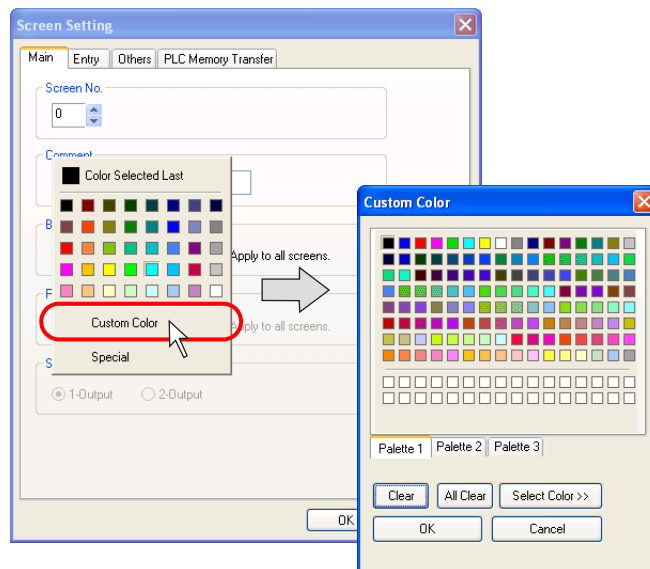 Screen Setting
Main Entry Others PLC Memory Transfer
Screen No.
0
Comment
Color Selected Last
B
Apply to all screens.
F
Apply to all screens.
Custom Color
Special
S
1-Output 2-Output
OK
Custom Color
Palette 1 Palette 2 Palette 3
Clear All Clear Select Color >>
OK Cancel